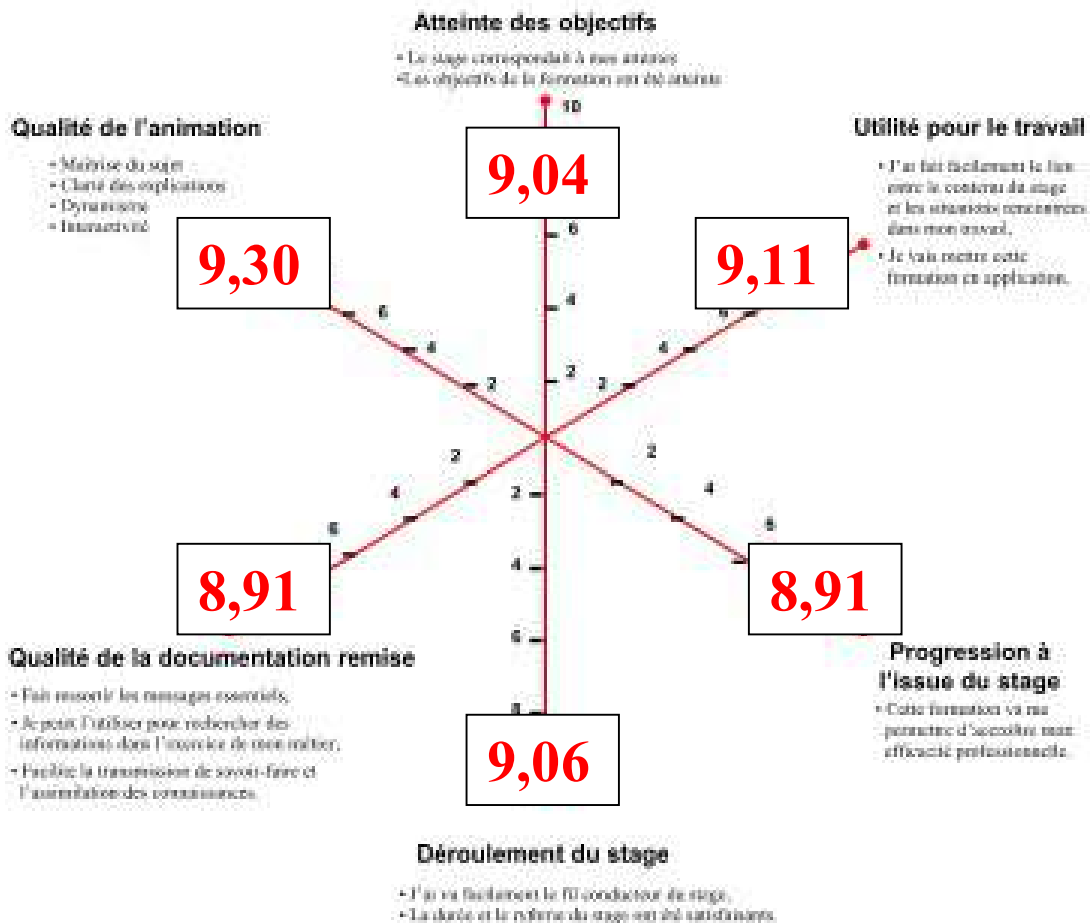 Atteinte des objectifs
• Le stage correspondait à mes attentes
•Les objectifs de la formation ont été atteints
10
Qualité de l'animation
• Maîtrise du sujet
• Clarté des explications
• Dynamisme
• Interactivité
Utilité pour le travail
• J'ai fait facilement le lien
entre le contenu du stage
et les situations rencontrées
dans mon travail.
• Je vais mettre cette
formation en application.
9,04
9,30
9,11
6
6
6
4
4
4
2
2
2
2
2
2
4
4
4
6
6
6
8
8,91
8,91
9,06
Qualité de la documentation remise
• Fait ressortir les messages essentiels.
• Je peux l'utiliser pour rechercher des
informations dans l'exercice de mon métier.
• Facilite la transmission de savoir-faire et
l'assimilation des connaissances.
Progression à
l'issue du stage
• Cette formation va me
permettre d'accroître mon
efficacité professionnelle.
Déroulement du stage
• J'ai vu facilement le fil conducteur du stage.
• La durée et le rythme du stage ont été satisfaisants.